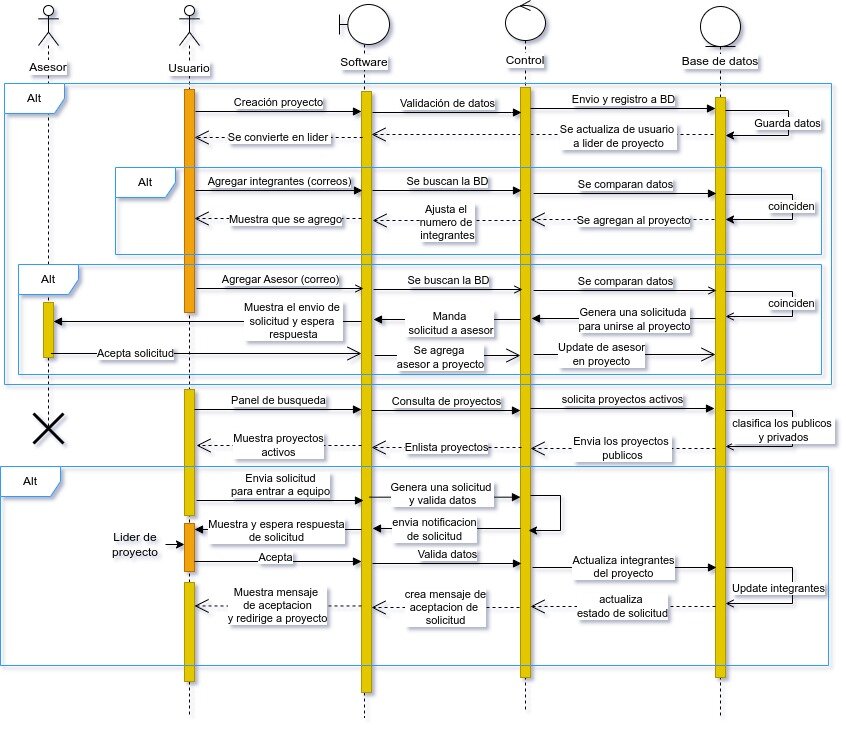 Asesor
Usuario
Software
Control
Base de datos
Alt
Creación proyecto
Validación de datos
Envio y registro a BD
Guarda datos
Se convierte en lider
Se actualiza de usuario
a lider de proyecto
Alt
Agregar integrantes (correos)
Se buscan la BD
Se comparan datos
coinciden
Muestra que se agrego
Ajusta el
numero de
integrantes
Se agregan al proyecto
Alt
Agregar Asesor (correo)
Se buscan la BD
Se comparan datos
coinciden
Muestra el envio de
solicitud y espera
respuesta
Manda
solicitud a asesor
Genera una solicituda
para unirse al proyecto
Acepta solicitud
Se agrega
asesor a proyecto
Update de asesor
en proyecto
Panel de busqueda
Consulta de proyectos
solicita proyectos activos
clasifica los publicos
y privados
Muestra proyectos
activos
Enlista proyectos
Envia los proyectos
publicos
Alt
Envia solicitud
para entrar a equipo
Genera una solicitud
y valida datos
Lider de
proyecto
Muestra y espera respuesta
de solicitud
envia notificacion
de solicitud
Acepta
Valida datos
Actualiza integrantes
del proyecto
Update integrantes
Muestra mensaje
de aceptacion
y redirige a proyecto
crea mensaje de
aceptacion de
solicitud
actualiza
estado de solicitud